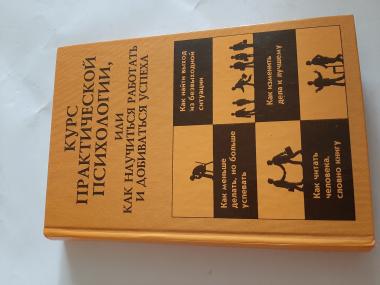 КУРС
ПРАКТИЧЕСКОЙ
ПСИХОЛОГИИ,
ИЛИ
КАК НАУЧИТЬСЯ РАБОТАТЬ
И ДОБИВАТЬСЯ УСПЕХА
Как найти выход
из безвыходной
ситуации
Как изменить
дела к лучшему
Как меньше
делать, но больше
успевать
Как читать
человека,
словно книгу